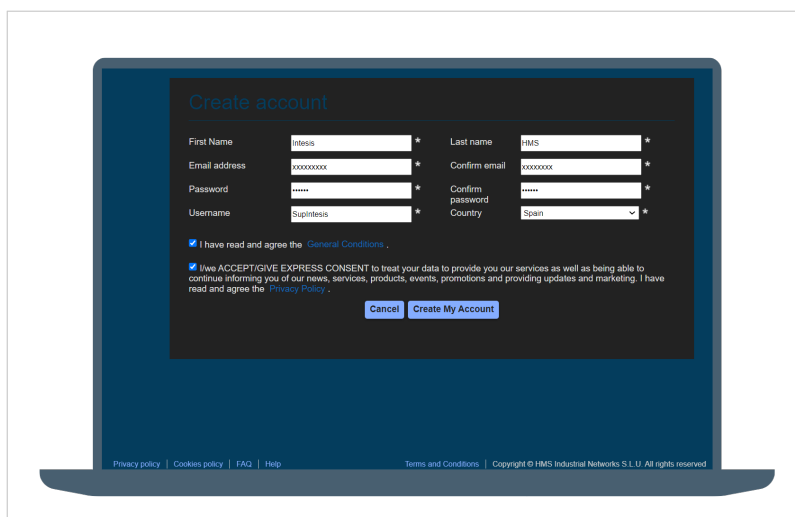 Create account
First Name Intesis * Last name HMS *
Email address xxxxxxxxx * Confirm email xxxxxxxx *
Password •••••• * Confirm password •••••• *
Username SupIntesis * Country Spain *
I have read and agree the General Conditions .
I/we ACCEPT/GIVE EXPRESS CONSENT to treat your data to provide you our services as well as being able to
continue informing you of our news, services, products, events, promotions and providing updates and marketing. I have
read and agree the Privacy Policy .
Cancel Create My Account
Privacy policy | Cookies policy | FAQ | Help Terms and Conditions | Copyright © HMS Industrial Networks S.L.U. All rights reserved